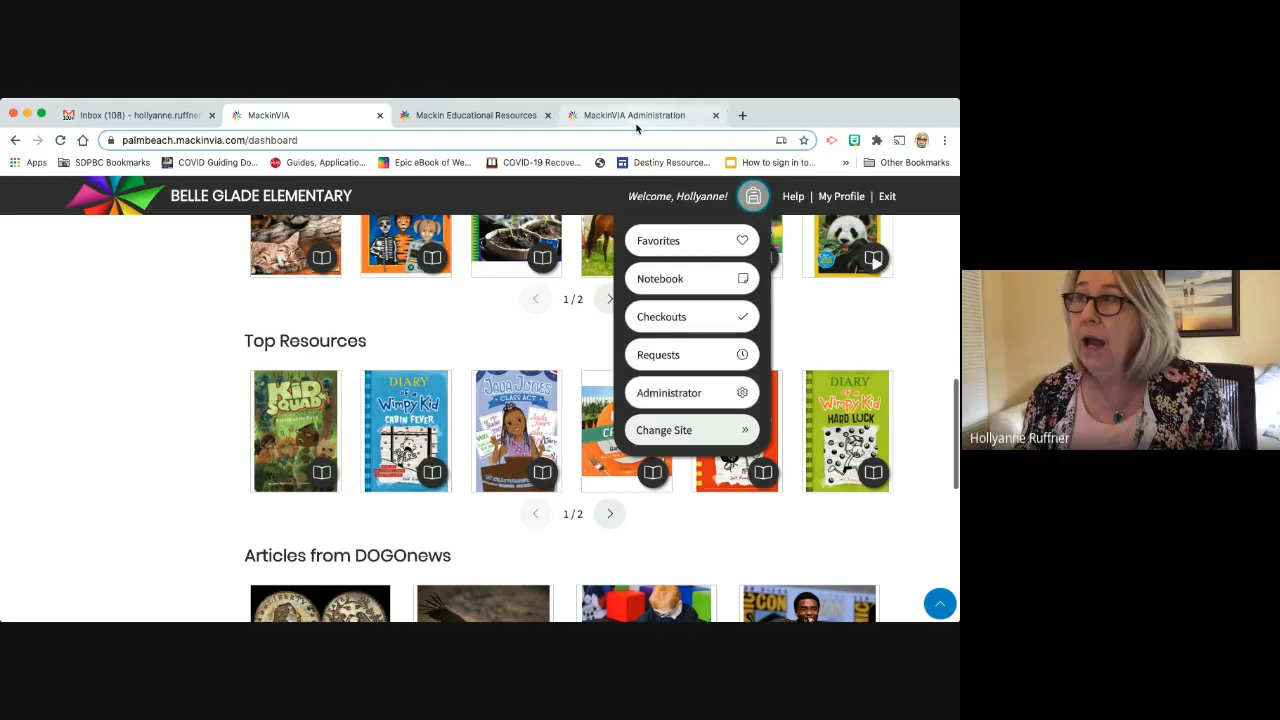 Inbox (108) - hollyanne.ruffner
MackinVIA
Mackin Educational Resources
MackinVIA Administration
palmbeach.mackinvia.com/dashboard
Apps
SDPBC Bookmarks
COVID Guiding Do...
Guides, Applicatio...
Epic eBook of We...
COVID-19 Recove...
Destiny Resource...
How to sign in to...
»
Other Bookmarks
BELLE GLADE ELEMENTARY
Welcome, Hollyanne!
Help | My Profile | Exit
Favorites
Notebook
Checkouts
Requests
Administrator
Change Site »
1/2
Top Resources
KID SQUAD
DIARY of a Wimpy Kid CABIN FEVER
JADA JONES CLASS ACT
DIARY of a Wimpy Kid HARD LUCK
1/2
Articles from DOGOnews
CON
Hollyanne Ruffner